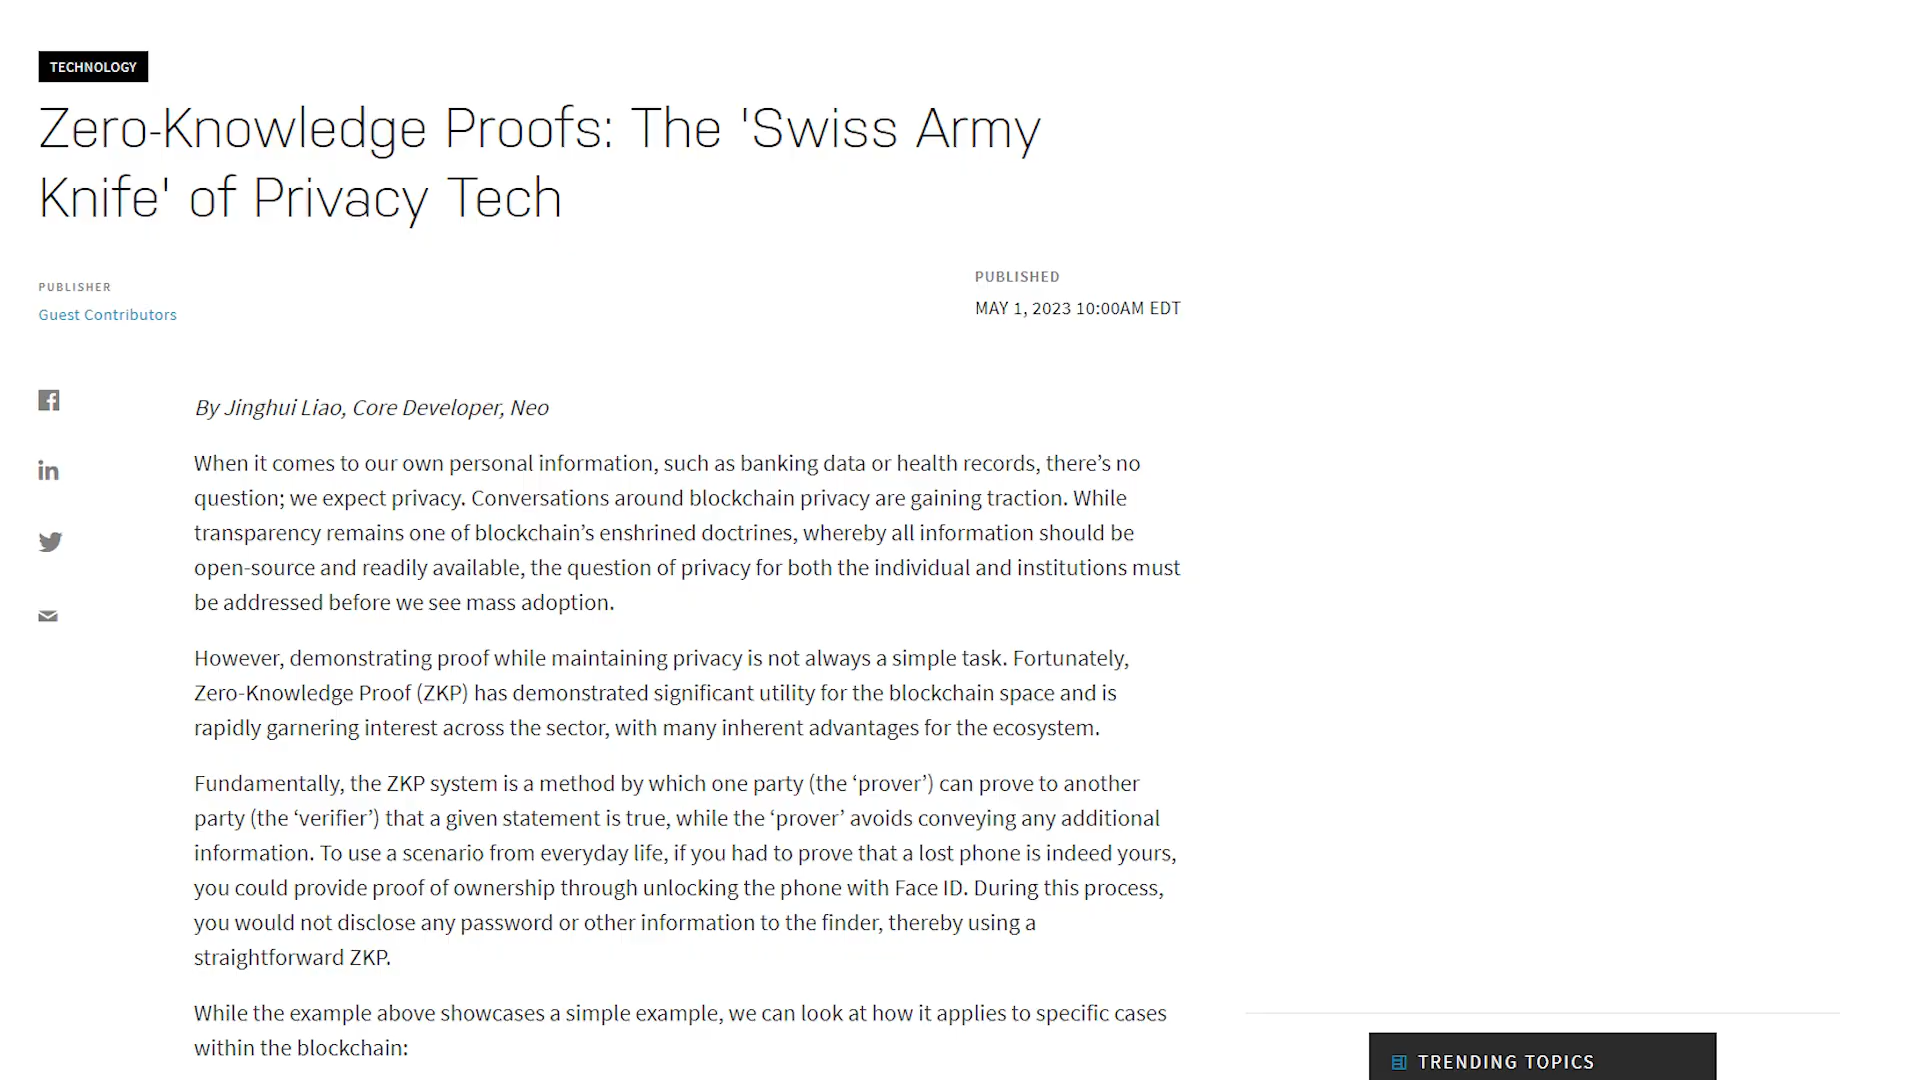 TECHNOLOGY
Zero-Knowledge Proofs: The 'Swiss Army
Knife' of Privacy Tech
PUBLISHER
Guest Contributors
PUBLISHED
MAY 1, 2023 10:00AM EDT
By Jinghui Liao, Core Developer, Neo
When it comes to our own personal information, such as banking data or health records, there’s no
question; we expect privacy. Conversations around blockchain privacy are gaining traction. While
transparency remains one of blockchain’s enshrined doctrines, whereby all information should be
open-source and readily available, the question of privacy for both the individual and institutions must
be addressed before we see mass adoption.
However, demonstrating proof while maintaining privacy is not always a simple task. Fortunately,
Zero-Knowledge Proof (ZKP) has demonstrated significant utility for the blockchain space and is
rapidly garnering interest across the sector, with many inherent advantages for the ecosystem.
Fundamentally, the ZKP system is a method by which one party (the ‘prover’) can prove to another
party (the ‘verifier’) that a given statement is true, while the ‘prover’ avoids conveying any additional
information. To use a scenario from everyday life, if you had to prove that a lost phone is indeed yours,
you could provide proof of ownership through unlocking the phone with Face ID. During this process,
you would not disclose any password or other information to the finder, thereby using a
straightforward ZKP.
While the example above showcases a simple example, we can look at how it applies to specific cases
within the blockchain:
TRENDING TOPICS